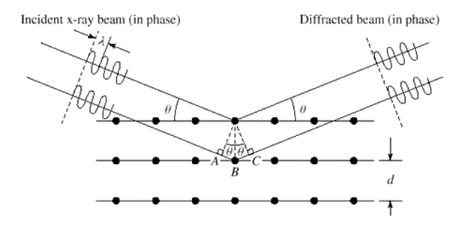 Incident x-ray beam (in phase)
Diffracted beam (in phase)
λ
θ
θ
θ θ
A
C
B
d